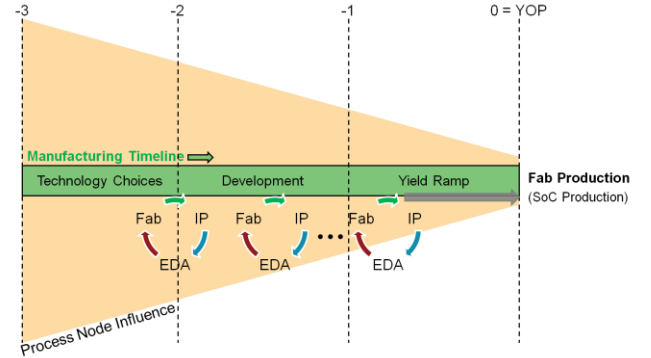 -3 -2 -1 0 = YOP
Manufacturing Timeline
Technology Choices Development Yield Ramp
Fab Production
(SoC Production)
Fab IP Fab IP ••• Fab IP
EDA EDA EDA
Process Node Influence